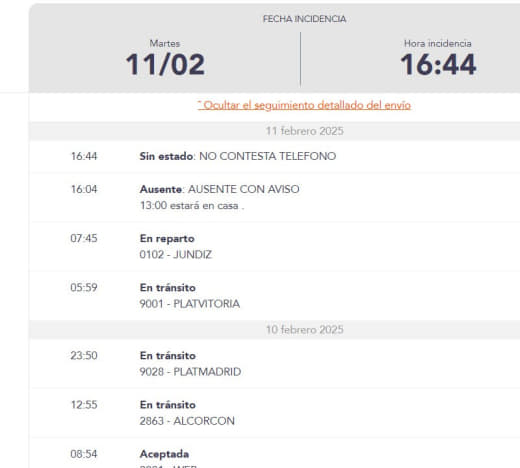 FECHA INCIDENCIA
Martes
11/02
Hora incidencia
16:44
ˆ Ocultar el seguimiento detallado del envío
11 febrero 2025
16:44 Sin estado: NO CONTESTA TELEFONO
16:04 Ausente: AUSENTE CON AVISO
13:00 estará en casa .
07:45 En reparto
0102 - JUNDIZ
05:59 En tránsito
9001 - PLATVITORIA
10 febrero 2025
23:50 En tránsito
9028 - PLATMADRID
12:55 En tránsito
2863 - ALCORCON
08:54 Aceptada